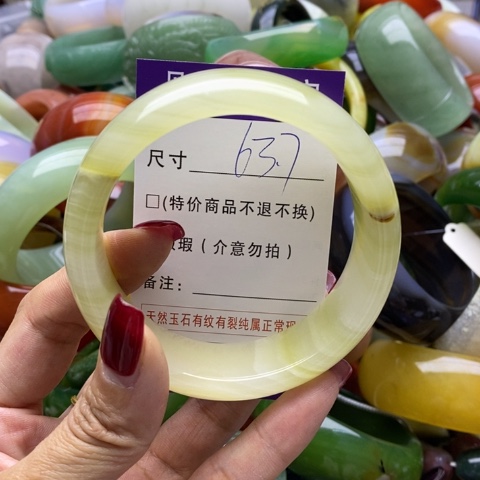 尺寸 63.7
□(特价商品不退不换)
瑕(介意勿拍)
备注:
天然玉石有纹有裂纯属正常现